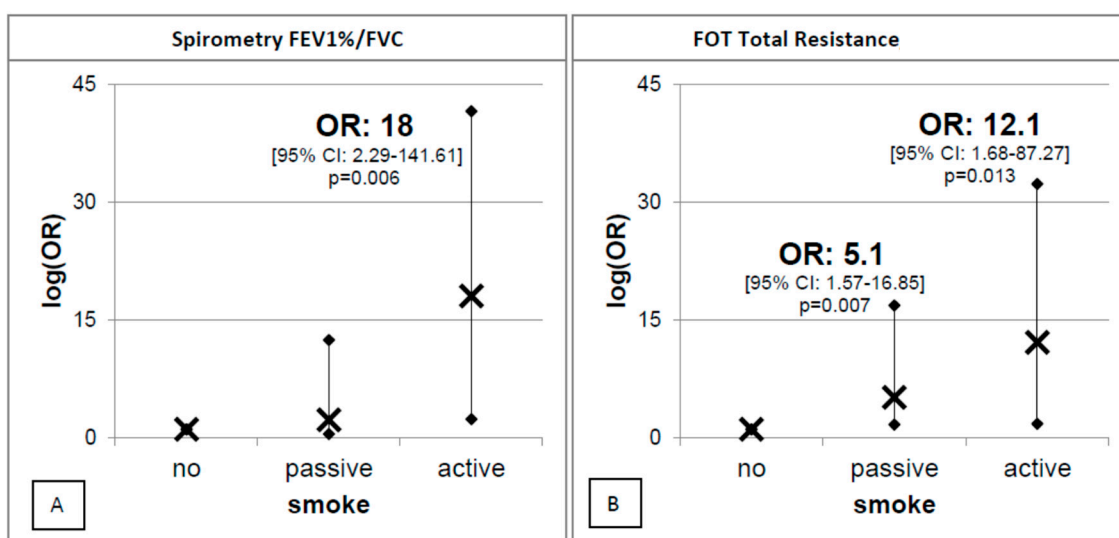 Spirometry FEV1%/FVC
45
30
15
0
log(OR)
OR: 18
[95% CI: 2.29-141.61]
p=0.006
no passive active
smoke
A
FOT Total Resistance
45
30
15
0
log(OR)
OR: 12.1
[95% CI: 1.68-87.27]
p=0.013
OR: 5.1
[95% CI: 1.57-16.85]
p=0.007
no passive active
smoke
B